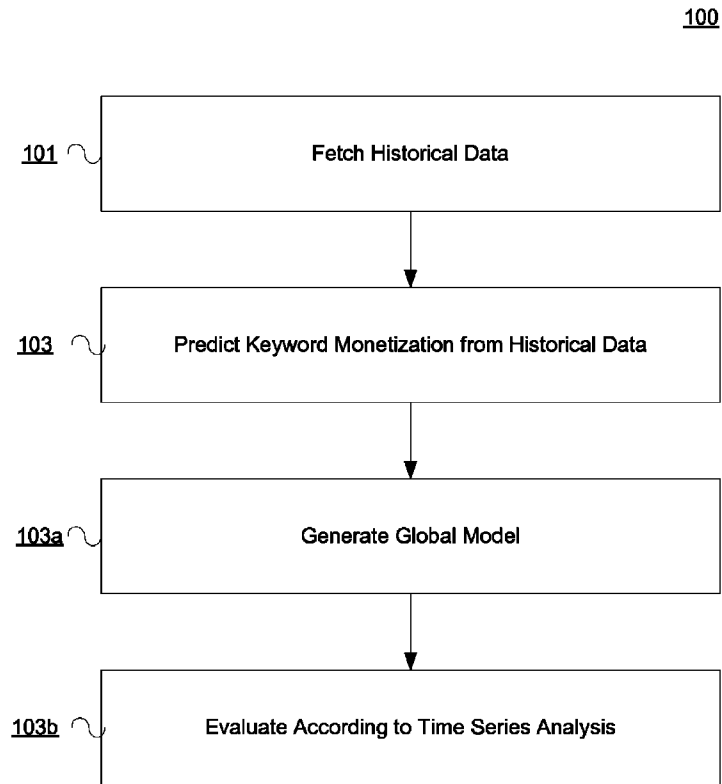 100
101 Fetch Historical Data
103 Predict Keyword Monetization from Historical Data
103a Generate Global Model
103b Evaluate According to Time Series Analysis